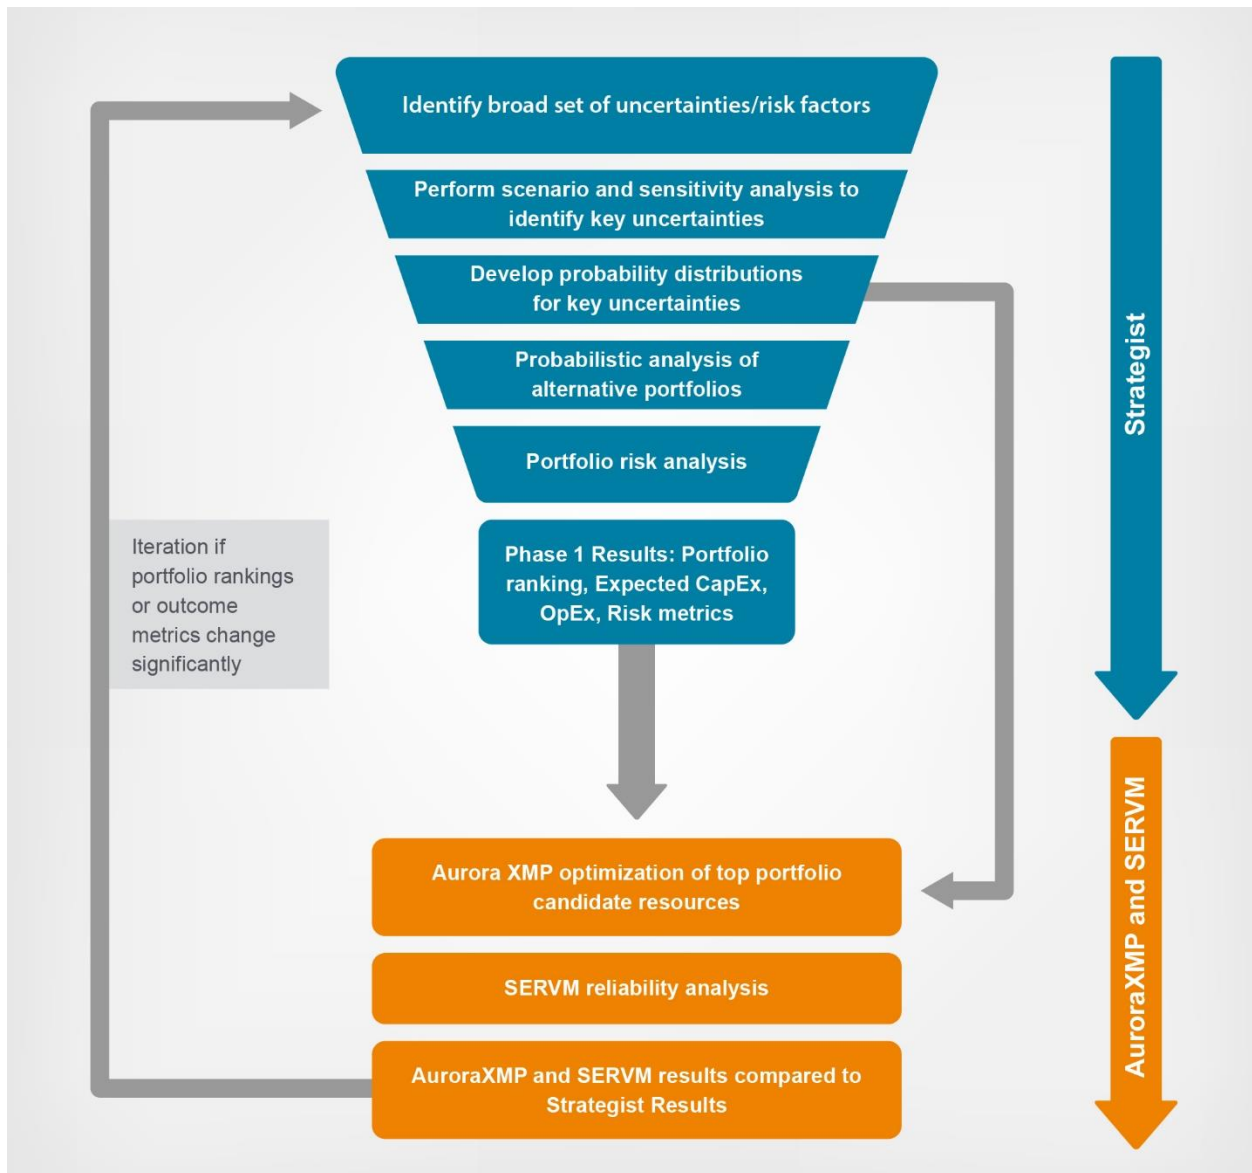 Identify broad set of uncertainties/risk factors
Perform scenario and sensitivity analysis to
identify key uncertainties
Develop probability distributions
for key uncertainties
Probabilistic analysis of
alternative portfolios
Portfolio risk analysis
Phase 1 Results: Portfolio
ranking, Expected CapEx,
OpEx, Risk metrics
Iteration if
portfolio rankings
or outcome
metrics change
significantly
Aurora XMP optimization of top portfolio
candidate resources
SERVM reliability analysis
AuroraXMP and SERVM results compared to
Strategist Results
Strategist
AuroraXMP and SERVM